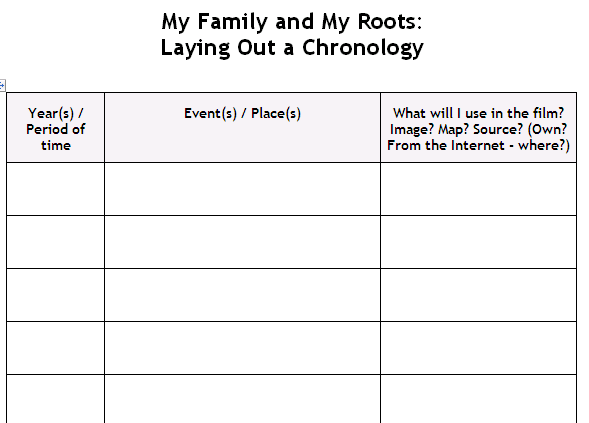 My Family and My Roots:
Laying Out a Chronology
Year(s) /
Period of
time
Event(s) / Place(s)
What will I use in the film?
Image? Map? Source? (Own?
From the Internet - where?)